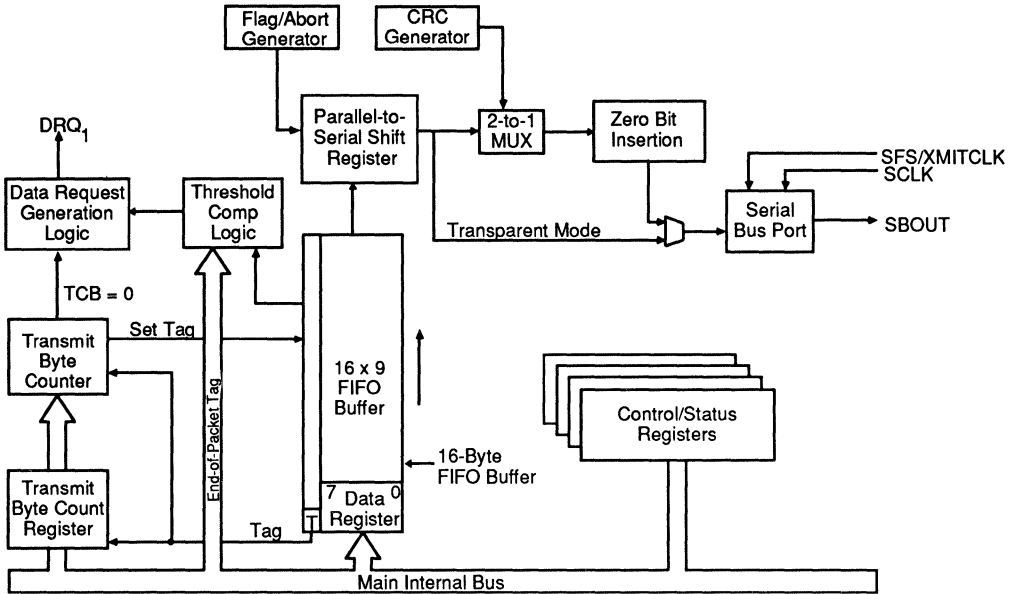 Flag/Abort
Generator
CRC
Generator
DRQ1
Parallel-to-
Serial Shift
Register
2-to-1
MUX
Zero Bit
Insertion
SFS/XMITCLK
SCLK
Data Request
Generation
Logic
Threshold
Comp
Logic
Transparent Mode
Serial
Bus Port
SBOUT
TCB = 0
Set Tag
Transmit
Byte
Counter
End-of-Packet Tag
16 x 9
FIFO
Buffer
Control/Status
Registers
16-Byte
FIFO Buffer
Transmit
Byte Count
Register
7 Data 0
Register
T
Tag
Main Internal Bus